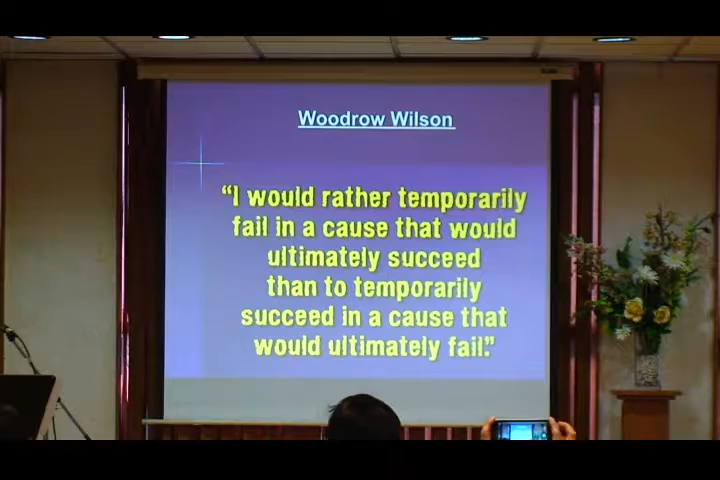 Woodrow Wilson
“I would rather temporarily
fail in a cause that would
ultimately succeed
than to temporarily
succeed in a cause that
would ultimately fail.”